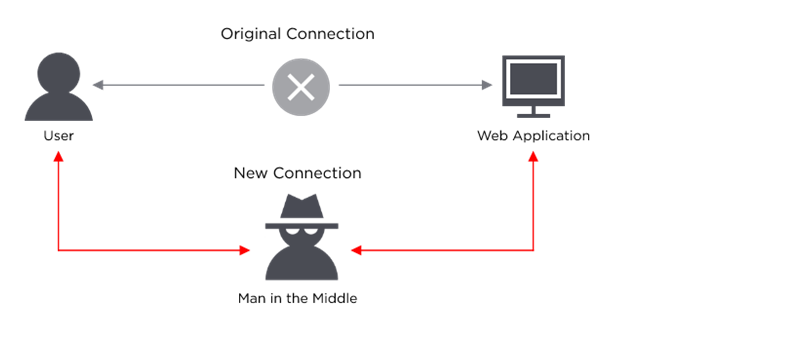 Original Connection
User
Web Application
New Connection
Man in the Middle